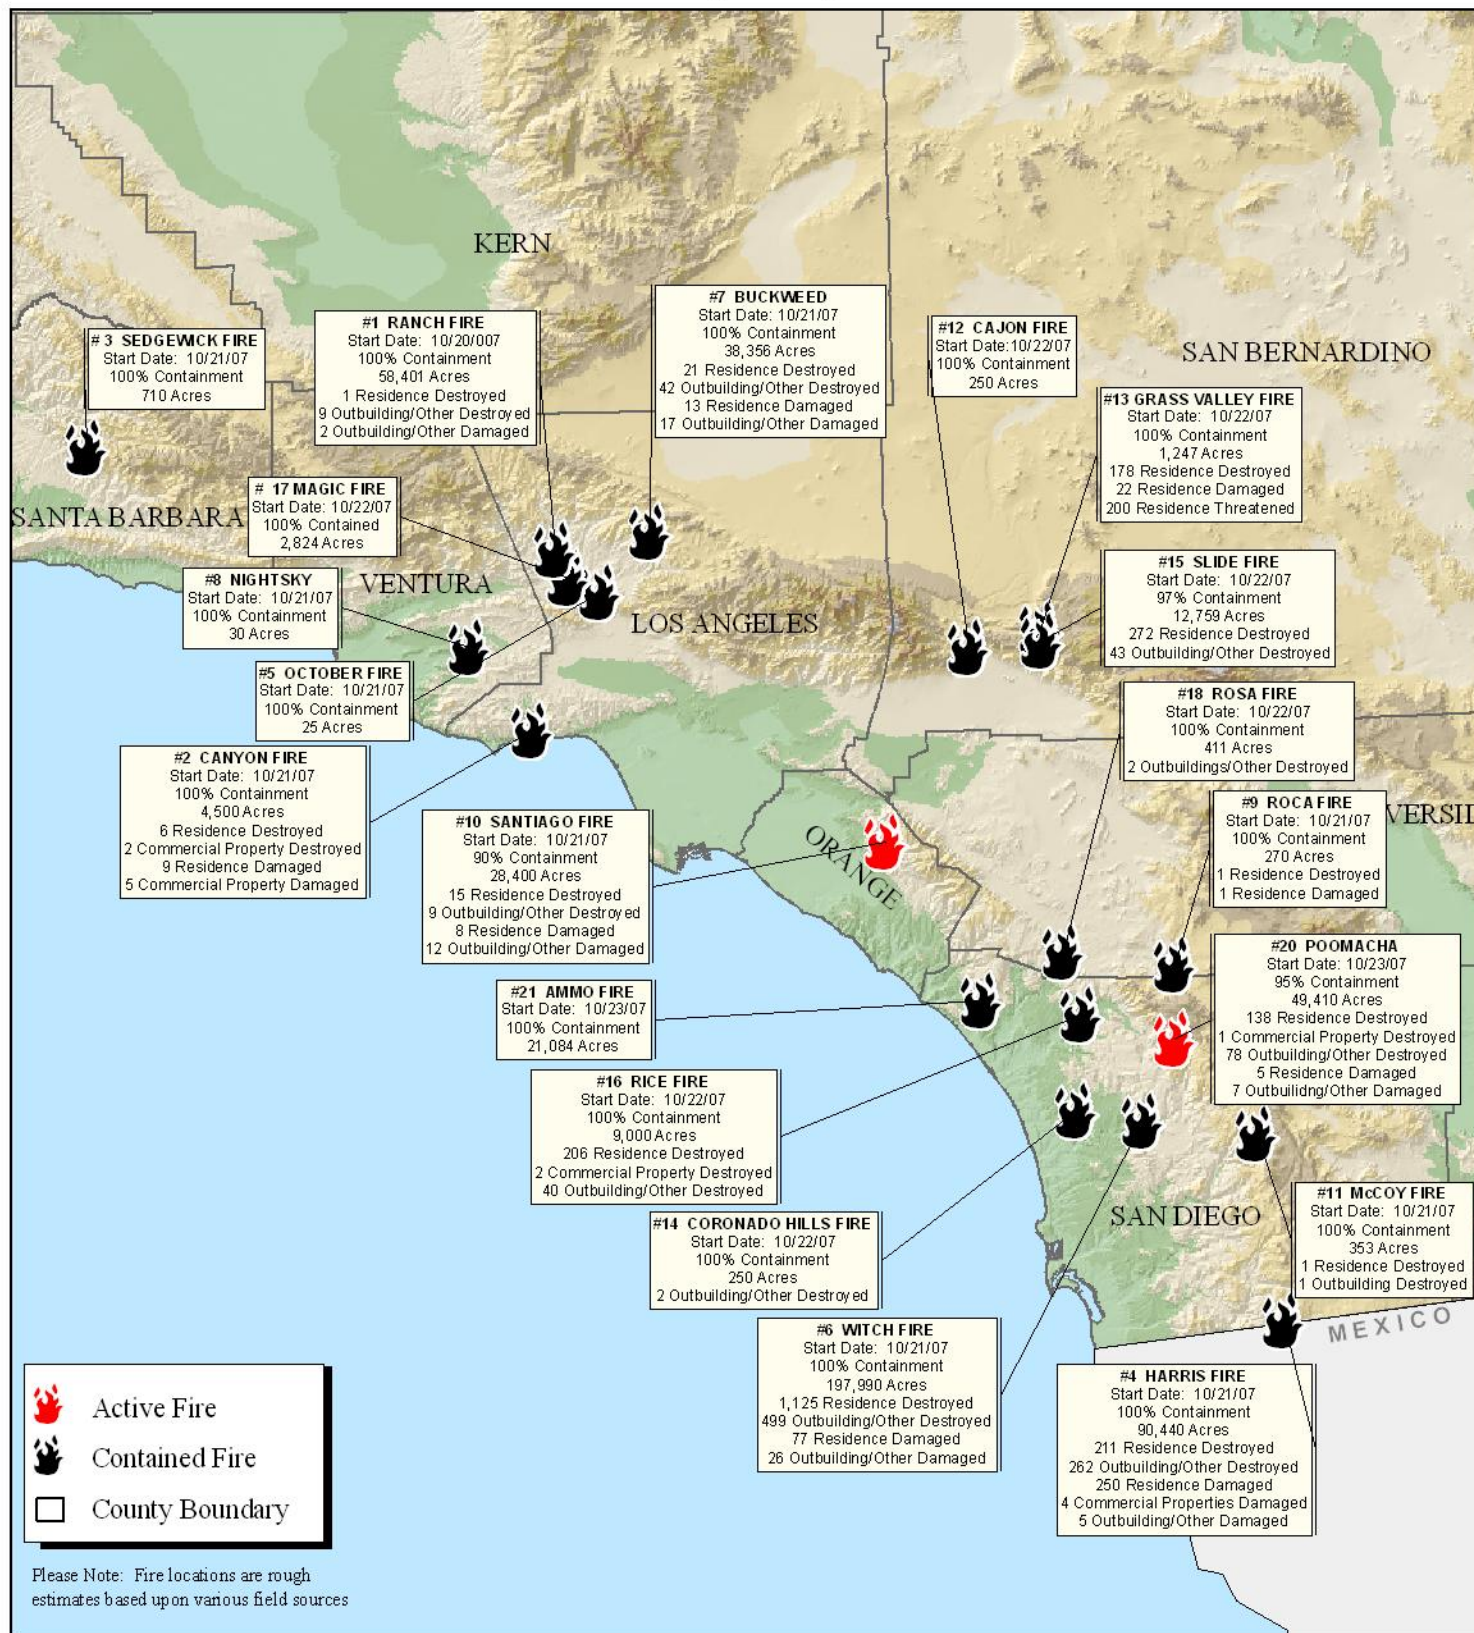 KERN
#7 BUCKWEED
Start Date: 10/21/07
100% Containment
38,356 Acres
21 Residence Destroyed
42 Outbuilding/Other Destroyed
13 Residence Damaged
17 Outbuilding/Other Damaged
#1 RANCH FIRE
Start Date: 10/20/007
100% Containment
58,401 Acres
1 Residence Destroyed
9 Outbuilding/Other Destroyed
2 Outbuilding/Other Damaged
#12 CAJON FIRE
Start Date:10/22/07
100% Containment
250 Acres
# 3 SEDGEWICK FIRE
Start Date: 10/21/07
100% Containment
710 Acres
SAN BERNARDINO
#13 GRASS VALLEY FIRE
Start Date: 10/22/07
100% Containment
1,247 Acres
178 Residence Destroyed
22 Residence Damaged
200 Residence Threatened
# 17 MAGIC FIRE
Start Date: 10/22/07
100% Contained
2,824 Acres
SANTA BARBARA
#15 SLIDE FIRE
Start Date: 10/22/07
97% Containment
12,759 Acres
272 Residence Destroyed
43 Outbuilding/Other Destroyed
#8 NIGHTSKY
Start Date: 10/21/07
100% Containment
30 Acres
VENTURA
LOS ANGELES
#5 OCTOBER FIRE
Start Date: 10/21/07
100% Containment
25 Acres
#18 ROSA FIRE
Start Date: 10/22/07
100% Containment
411 Acres
2 Outbuildings/Other Destroyed
#2 CANYON FIRE
Start Date: 10/21/07
100% Containment
4,500 Acres
6 Residence Destroyed
2 Commercial Property Destroyed
9 Residence Damaged
5 Commercial Property Damaged
#10 SANTIAGO FIRE
Start Date: 10/21/07
90% Containment
28,400 Acres
15 Residence Destroyed
9 Outbuilding/Other Destroyed
8 Residence Damaged
12 Outbuilding/Other Damaged
ORANGE
#9 ROCA FIRE
Start Date: 10/21/07
100% Containment
270 Acres
1 Residence Destroyed
1 Residence Damaged
VERSID
#20 POOMACHA
Start Date: 10/23/07
95% Containment
49,410 Acres
138 Residence Destroyed
1 Commercial Property Destroyed
78 Outbuilding/Other Destroyed
5 Residence Damaged
7 Outbuilidng/Other Damaged
#21 AMMO FIRE
Start Date: 10/23/07
100% Containment
21,084 Acres
#16 RICE FIRE
Start Date: 10/22/07
100% Containment
9,000 Acres
206 Residence Destroyed
2 Commercial Property Destroyed
40 Outbuilding/Other Destroyed
#11 McCOY FIRE
Start Date: 10/21/07
100% Containment
353 Acres
1 Residence Destroyed
1 Outbuilding Destroyed
SAN DIEGO
#14 CORONADO HILLS FIRE
Start Date: 10/22/07
100% Containment
250 Acres
2 Outbuilding/Other Destroyed
MEXICO
#6 WITCH FIRE
Start Date: 10/21/07
100% Containment
197,990 Acres
1,125 Residence Destroyed
499 Outbuilding/Other Destroyed
77 Residence Damaged
26 Outbuilding/Other Damaged
#4 HARRIS FIRE
Start Date: 10/21/07
100% Containment
90,440 Acres
211 Residence Destroyed
262 Outbuilding/Other Destroyed
250 Residence Damaged
4 Commercial Properties Damaged
5 Outbuilding/Other Damaged
Active Fire
Contained Fire
County Boundary
Please Note: Fire locations are rough
estimates based upon various field sources